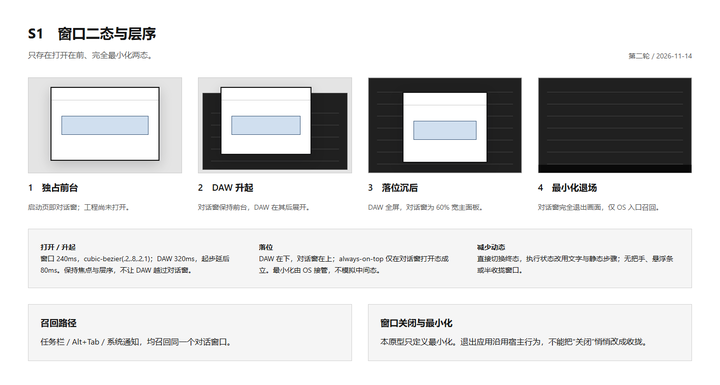 S1 窗口二态与层序
只存在打开在前、完全最小化两态。
第二轮 / 2026-11-14
1 独占前台
启动页即对话窗；工程尚未打开。
2 DAW 升起
对话窗保持前台，DAW 在其后展开。
3 落位沉后
DAW 全屏，对话窗为 60% 宽主面板。
4 最小化退场
对话窗完全退出画面，仅 OS 入口召回。
打开 / 升起
窗口 240ms，cubic-bezier(.2,.8,.2,1)；DAW 320ms，起步延后
80ms。保持焦点与层序，不让 DAW 越过对话窗。
落位
DAW 在下，对话窗在上；always-on-top 仅在对话窗打开态成
立。最小化由 OS 接管，不模拟中间态。
减少动态
直接切换终态，执行状态改用文字与静态步骤；无把手、悬浮条
或半收拢窗口。
召回路径
任务栏 / Alt+Tab / 系统通知，均召回同一个对话窗口。
窗口关闭与最小化
本原型只定义最小化。退出应用沿用宿主行为，不能把“关闭”悄悄改成收拢。